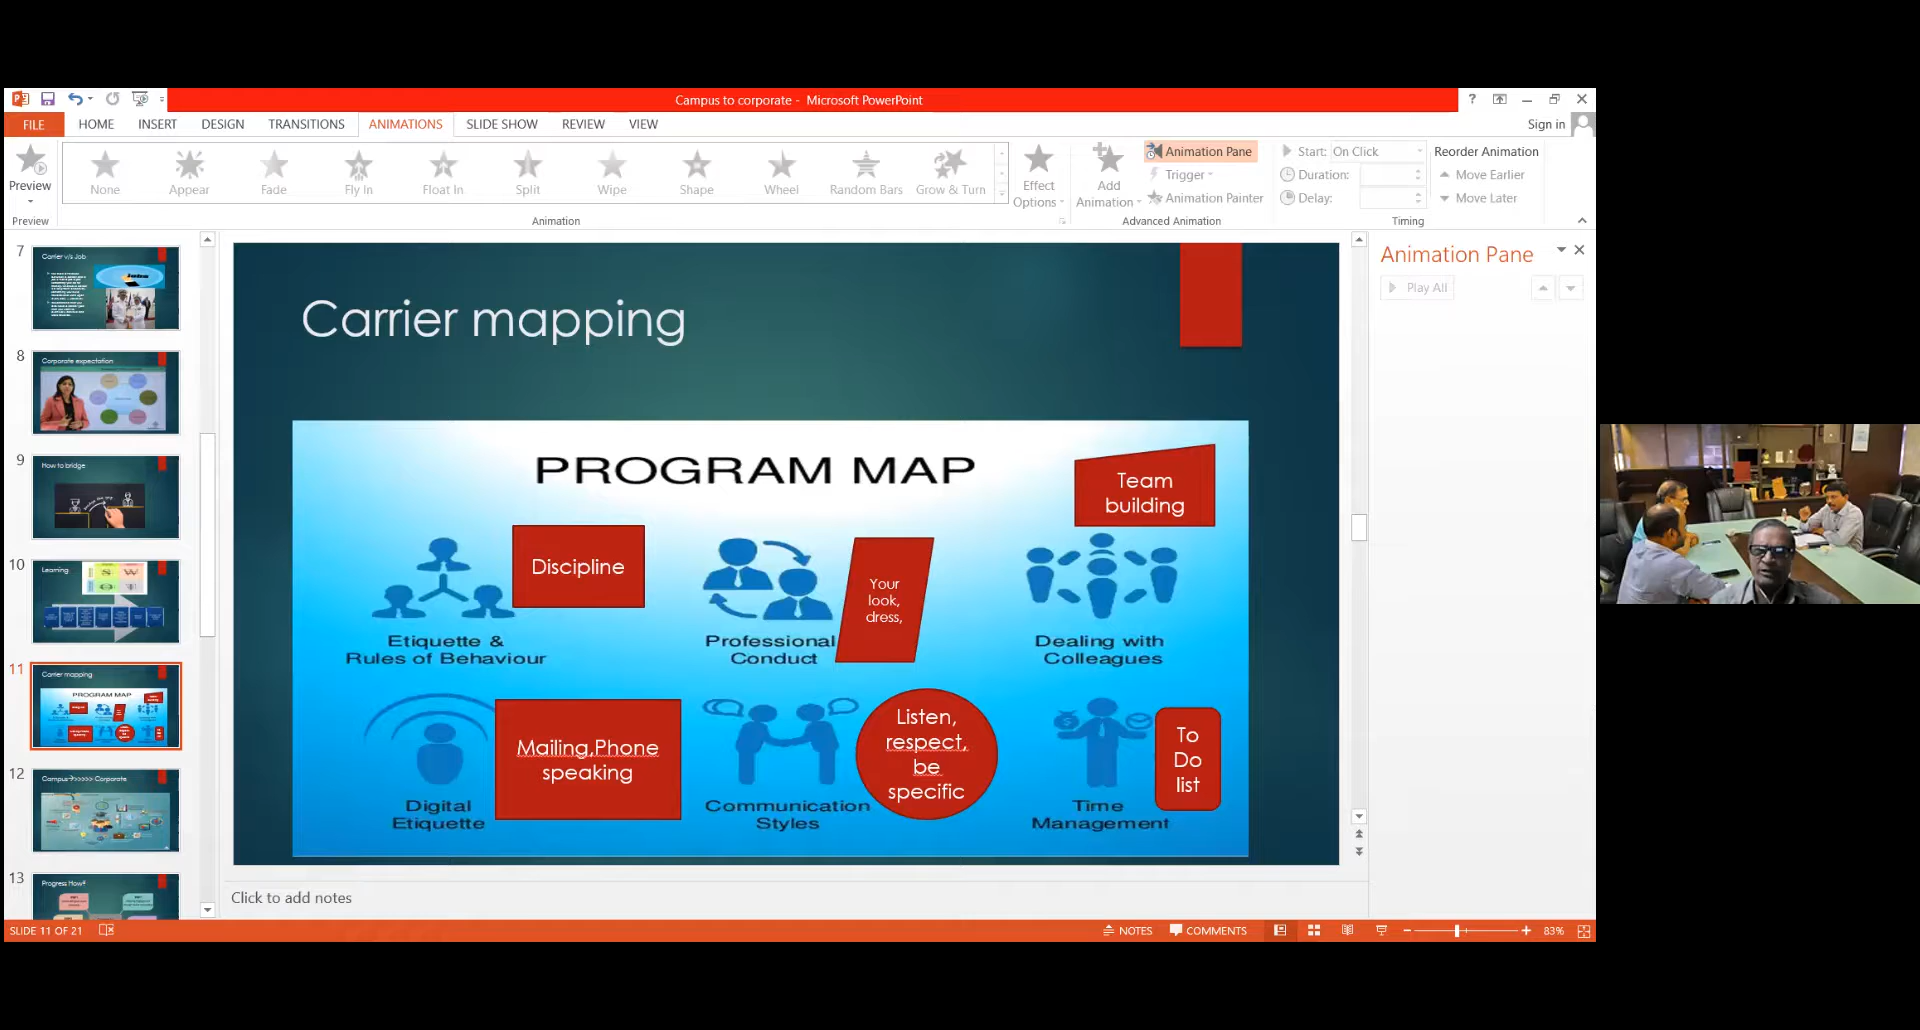 Campus to corporate - Microsoft PowerPoint
?
FILE HOME INSERT DESIGN TRANSITIONS ANIMATIONS SLIDE SHOW REVIEW VIEW
Sign in
Preview
None Appear Fade Fly In Float In Split Wipe Shape Wheel Random Bars Grow & Turn
Effect
Options
Add
Animation
Animation Pane
Trigger
Animation Painter
Start: On Click
Duration:
Delay:
Reorder Animation
Move Earlier
Move Later
Preview
Animation
Advanced Animation
Timing
7
Carrier v/s Job
8
Corporate expectation
9
How to bridge
10
Learning
S W
11
Carrier mapping
PROGRAM MAP
12
Campus→>>>>> Corporate
13
Progress How?
Carrier mapping
PROGRAM MAP
Team
building
Discipline
Your
look,
dress,
Etiquette &
Rules of Behaviour
Professional
Conduct
Dealing with
Colleagues
Mailing,Phone
speaking
Listen,
respect,
be
specific
To
Do
list
Digital
Etiquette
Communication
Styles
Time
Management
Animation Pane
Play All
Click to add notes
SLIDE 11 OF 21
NOTES
COMMENTS
83%